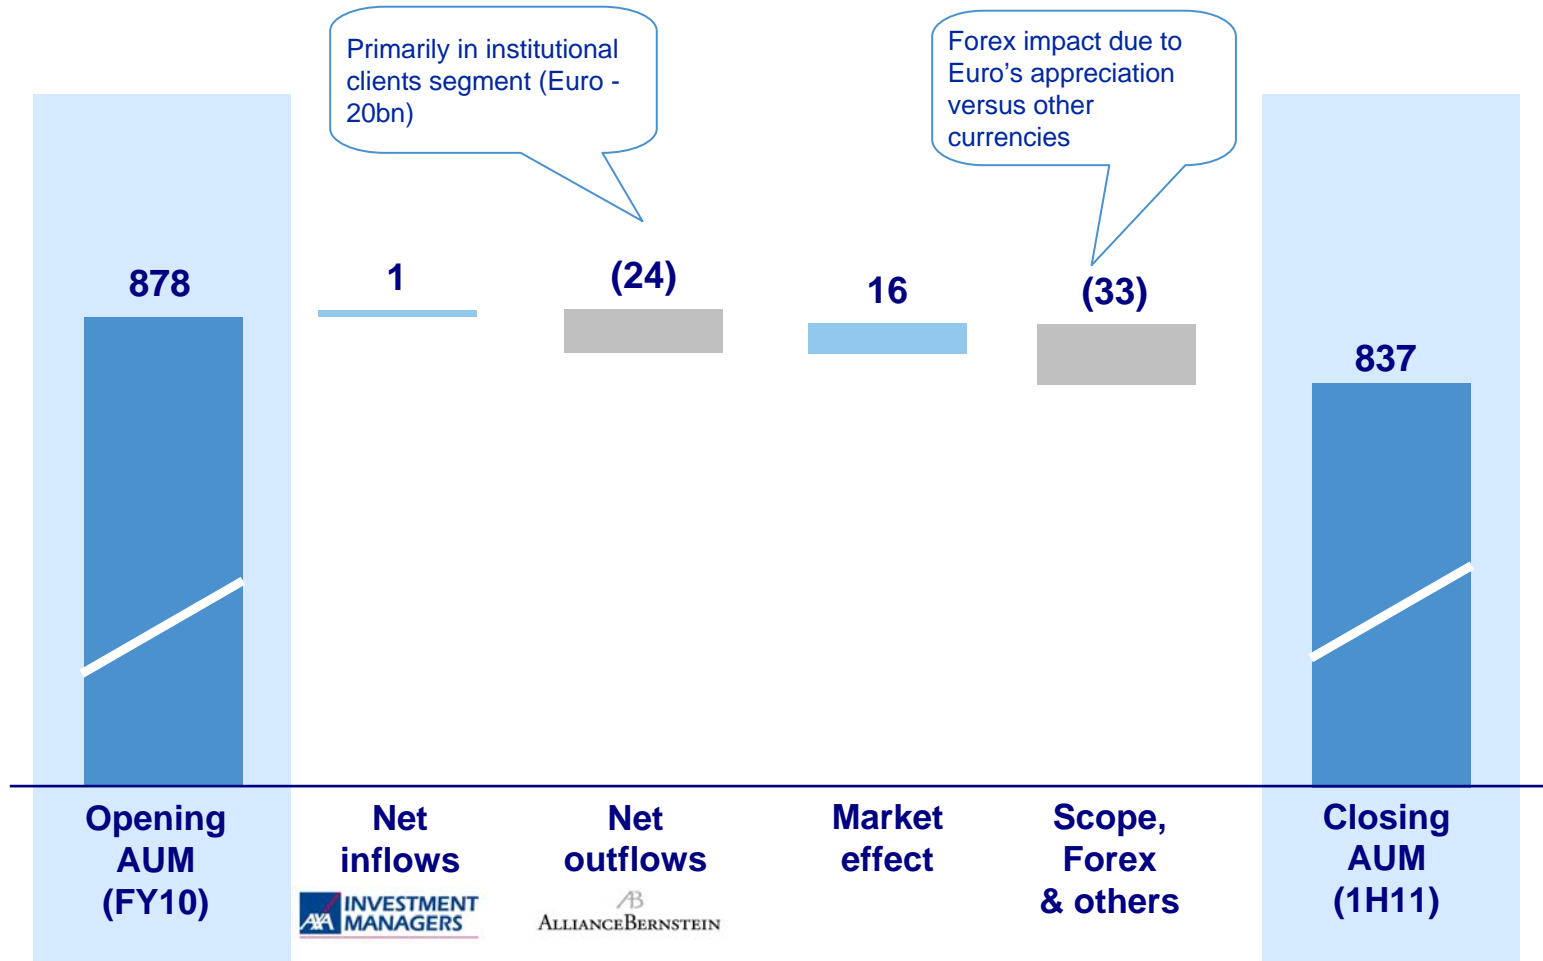 Primarily in institutional
clients segment (Euro -
20bn)
Forex impact due to
Euro’s appreciation
versus other
currencies
878
1
(24)
16
(33)
837
Opening
AUM
(FY10)
Net
inflows
AXA INVESTMENT
MANAGERS
Net
outflows
AB
ALLIANCEBERNSTEIN
Market
effect
Scope,
Forex
& others
Closing
AUM
(1H11)